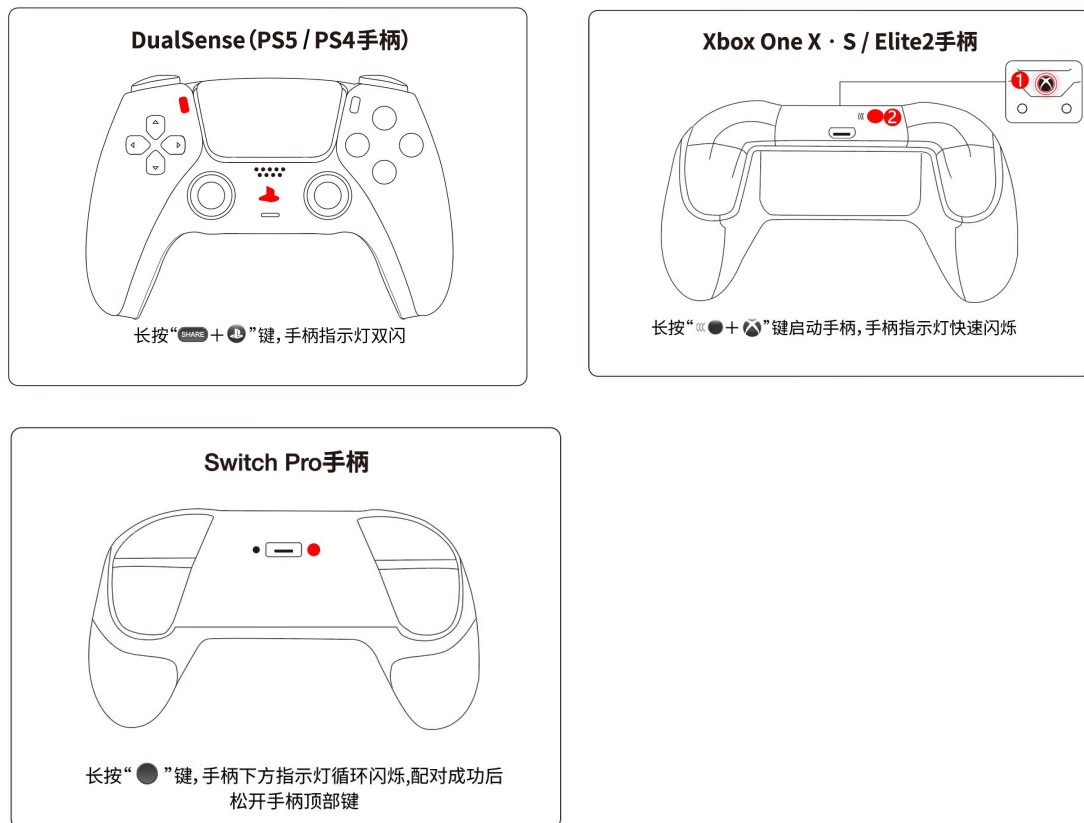 DualSense（PS5 / PS4手柄）
长按“SHARE＋”键，手柄指示灯双闪
Xbox One X · S / Elite2手柄
1
2
长按“＋”键启动手柄，手柄指示灯快速闪烁
Switch Pro手柄
长按“ ”键，手柄下方指示灯循环闪烁,配对成功后
松开手柄顶部键